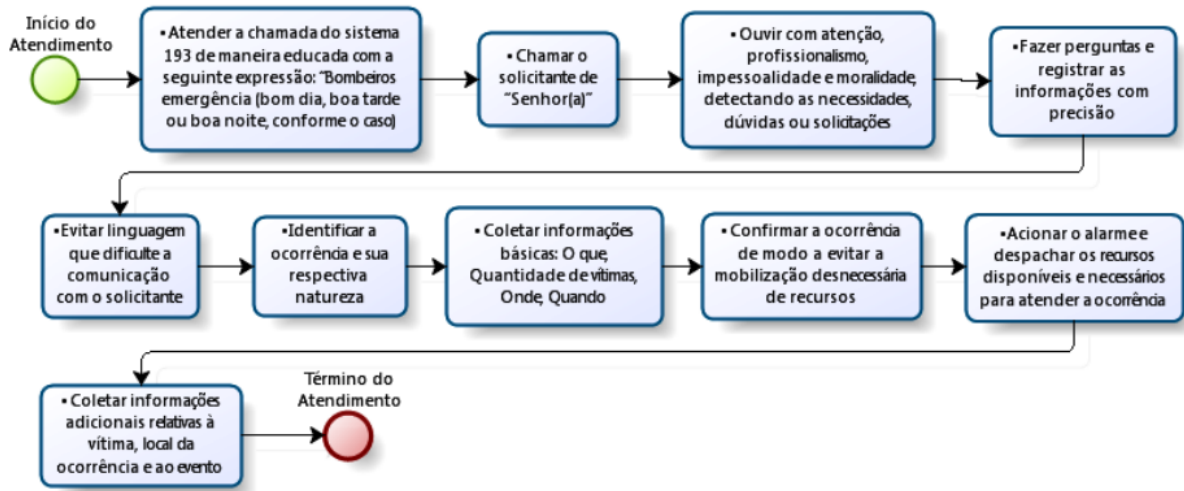 Início do
Atendimento
▪ Atender a chamada do sistema
193 de maneira educada com a
seguinte expressão: “Bombeiros
emergência (bom dia, boa tarde
ou boa noite, conforme o caso)
▪ Chamar o
solicitante de
“Senhor(a)”
▪ Ouvir com atenção,
profissionalismo,
impessoalidade e moralidade,
detectando as necessidades,
dúvidas ou solicitações
▪ Fazer perguntas e
registrar as
informações com
precisão
▪ Evitar linguagem
que dificulte a
comunicação
com o solicitante
▪ Identificar a
ocorrência e sua
respectiva
natureza
▪ Coletar informações
básicas: O que,
Quantidade de vítimas,
Onde, Quando
▪ Confirmar a ocorrência
de modo a evitar a
mobilização desnecessária
de recursos
▪ Acionar o alarme e
despachar os recursos
disponíveis e necessários
para atender a ocorrência
▪ Coletar informações
adicionais relativas à
vítima, local da
ocorrência e ao evento
Término do
Atendimento